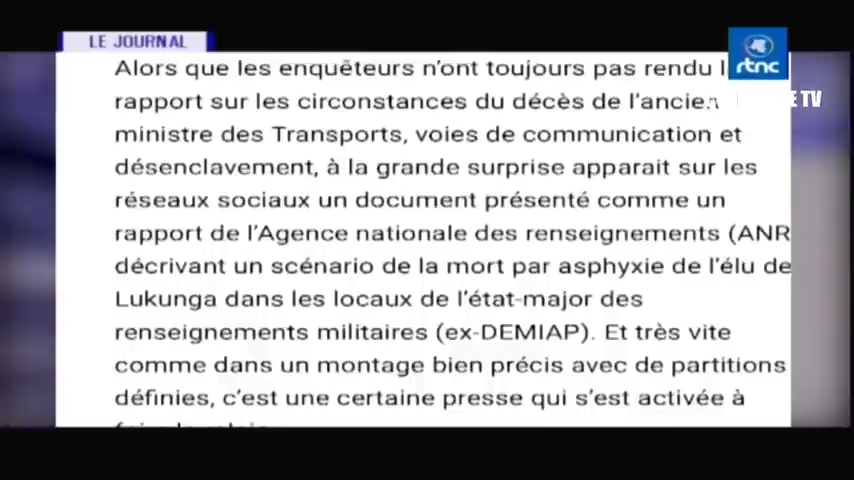 LE JOURNAL
rtnc
TV
Alors que les enquêteurs n'ont toujours pas rendu
rapport sur les circonstances du décès de l'ancien
ministre des Transports, voies de communication et
désenclavement, à la grande surprise apparait sur les
réseaux sociaux un document présenté comme un
rapport de l'Agence nationale des renseignements (ANR
décrivant un scénario de la mort par asphyxie de l'élu de
Lukunga dans les locaux de l'état-major des
renseignements militaires (ex-DEMIAP). Et très vite
comme dans un montage bien précis avec de partitions
définies, c'est une certaine presse qui s'est activée à